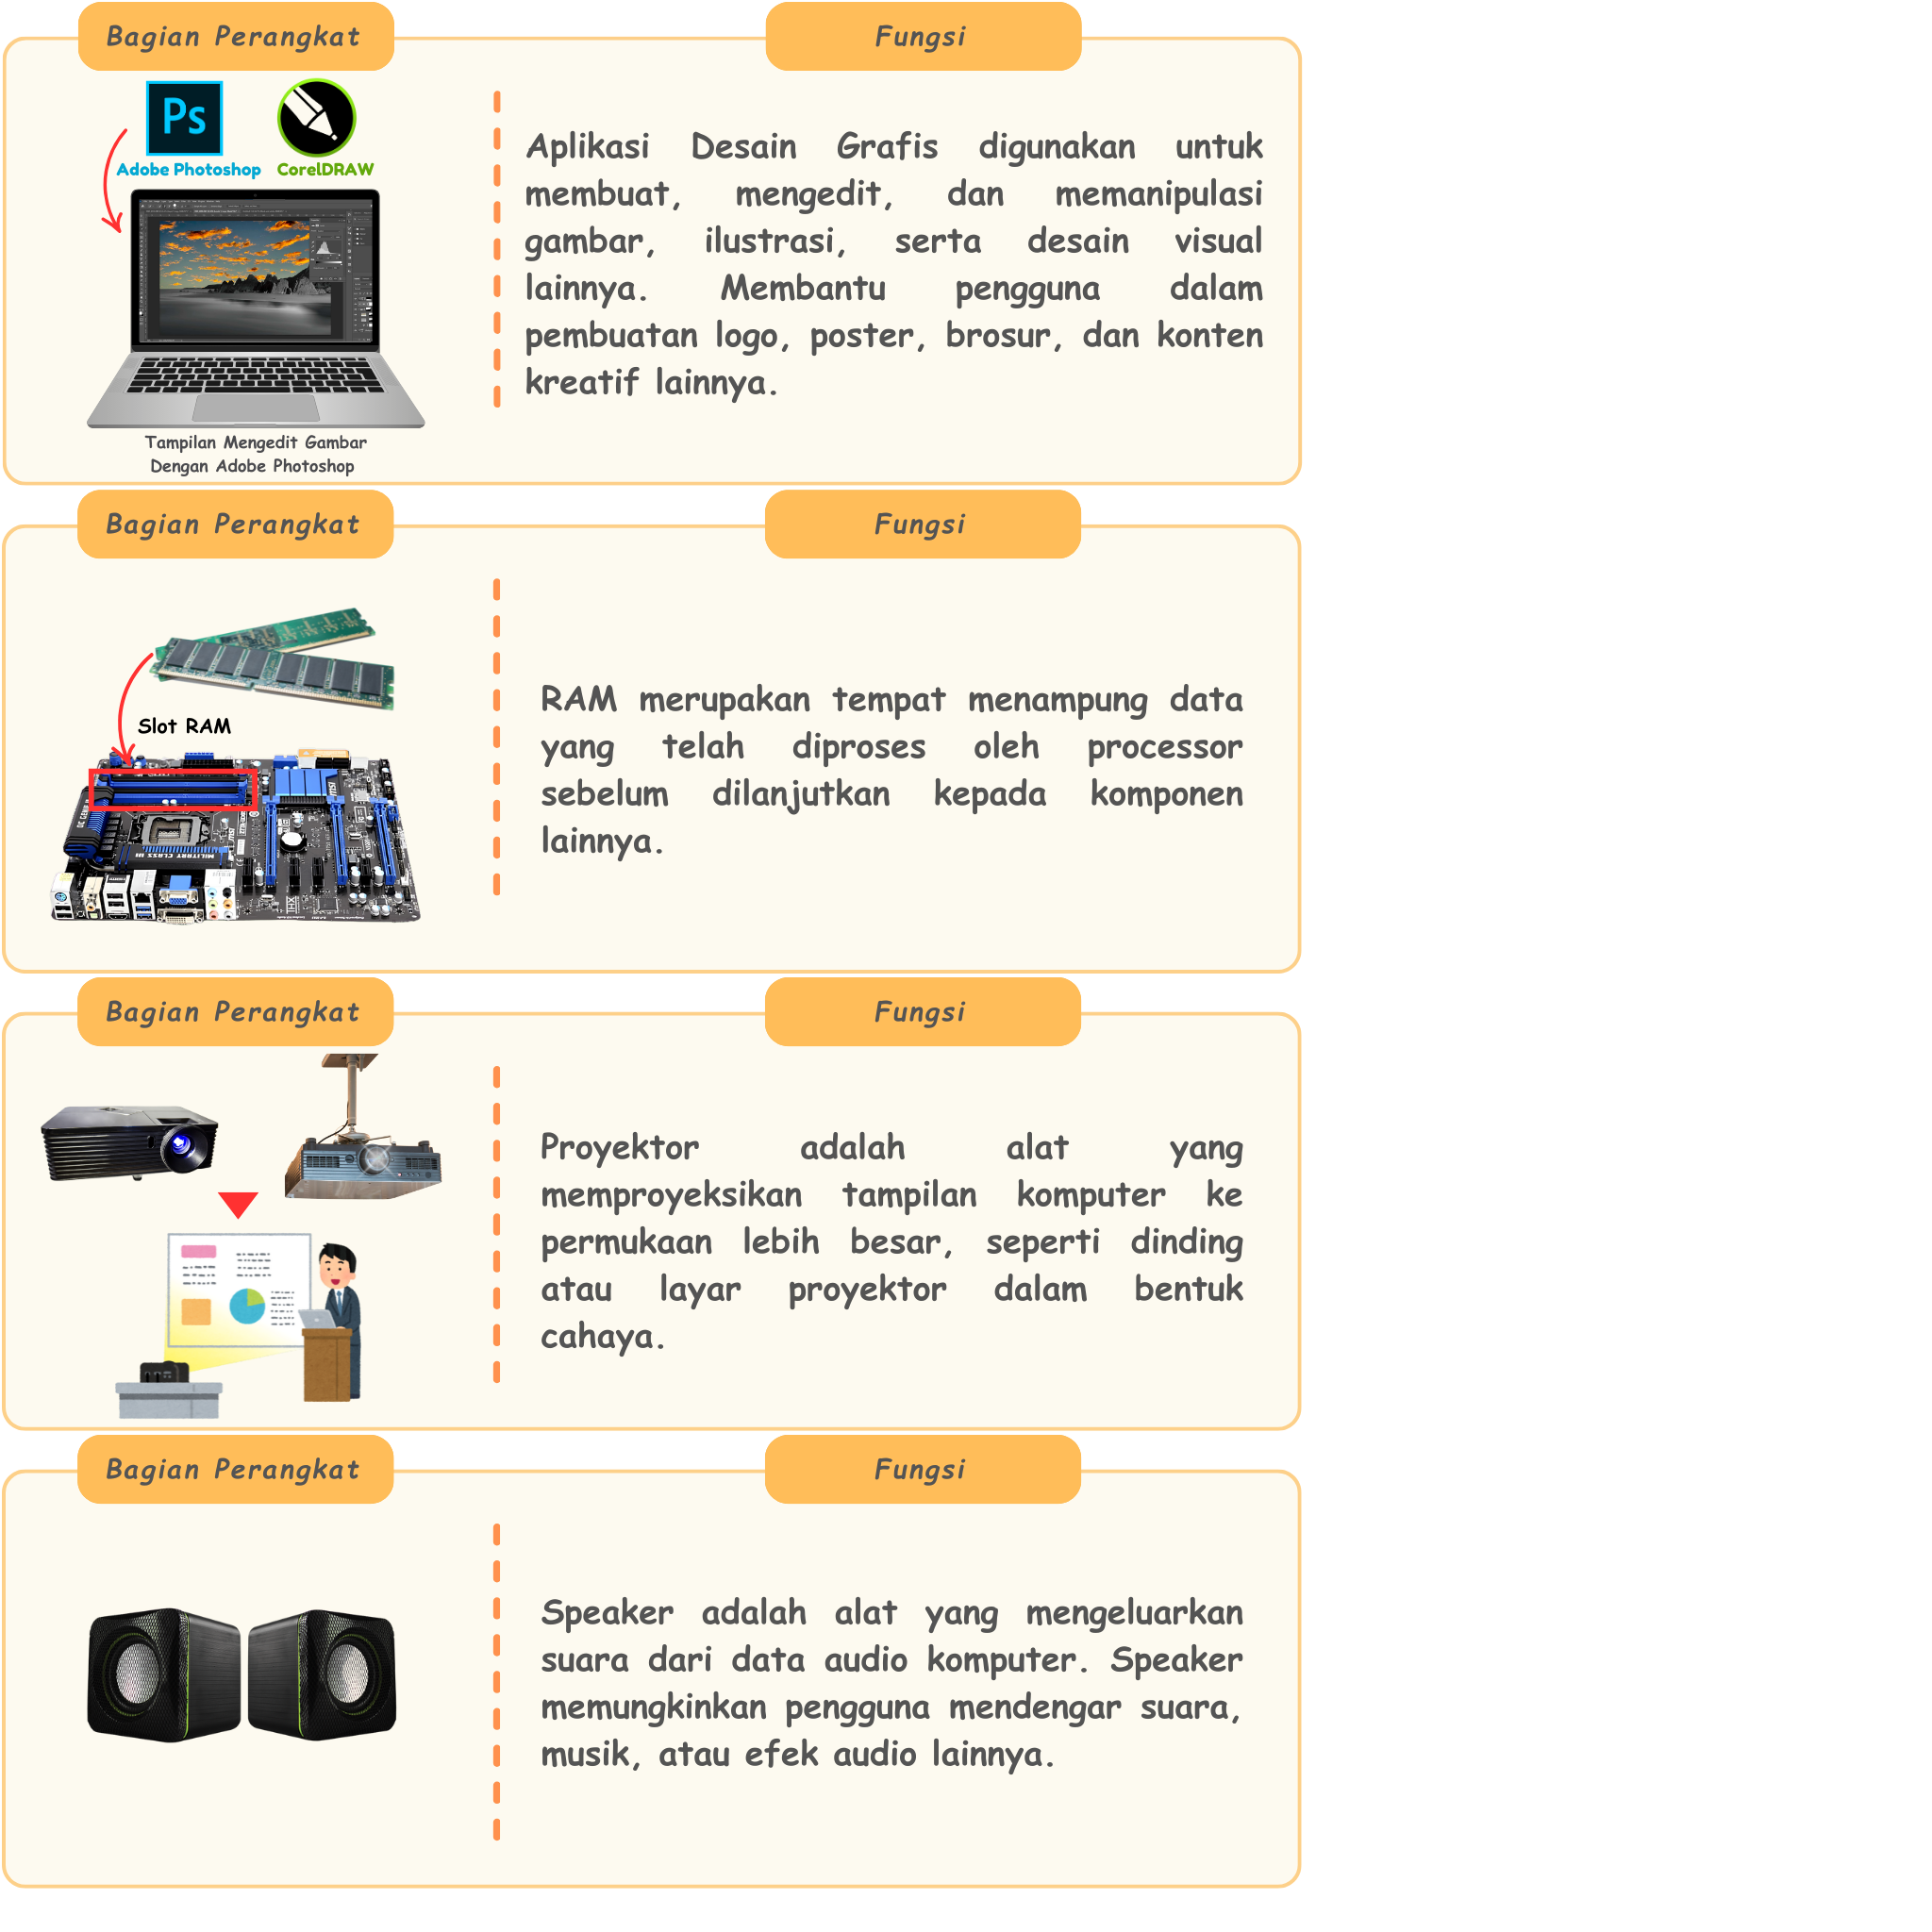 Bagian Perangkat
Fungsi
Ps
Adobe Photoshop
CorelDRAW
Tampilan Mengedit Gambar
Dengan Adobe Photoshop
Aplikasi Desain Grafis digunakan untuk
membuat, mengedit, dan memanipulasi
gambar, ilustrasi, serta desain visual
lainnya. Membantu pengguna dalam
pembuatan logo, poster, brosur, dan konten
kreatif lainnya.
Bagian Perangkat
Fungsi
Slot RAM
MILITARY CLASS III
THX
RAM merupakan tempat menampung data
yang telah diproses oleh processor
sebelum dilanjutkan kepada komponen
lainnya.
Bagian Perangkat
Fungsi
Proyektor adalah alat yang
memproyeksikan tampilan komputer ke
permukaan lebih besar, seperti dinding
atau layar proyektor dalam bentuk
cahaya.
Bagian Perangkat
Fungsi
Speaker adalah alat yang mengeluarkan
suara dari data audio komputer. Speaker
memungkinkan pengguna mendengar suara,
musik, atau efek audio lainnya.